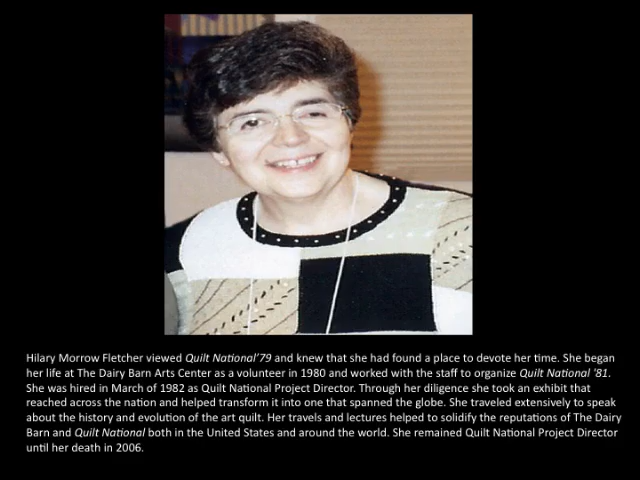 Hilary Morrow Fletcher viewed Quilt National’79 and knew that she had found a place to devote her time. She began
her life at The Dairy Barn Arts Center as a volunteer in 1980 and worked with the staff to organize Quilt National '81.
She was hired in March of 1982 as Quilt National Project Director. Through her diligence she took an exhibit that
reached across the nation and helped transform it into one that spanned the globe. She traveled extensively to speak
about the history and evolution of the art quilt. Her travels and lectures helped to solidify the reputations of The Dairy
Barn and Quilt National both in the United States and around the world. She remained Quilt National Project Director
until her death in 2006.